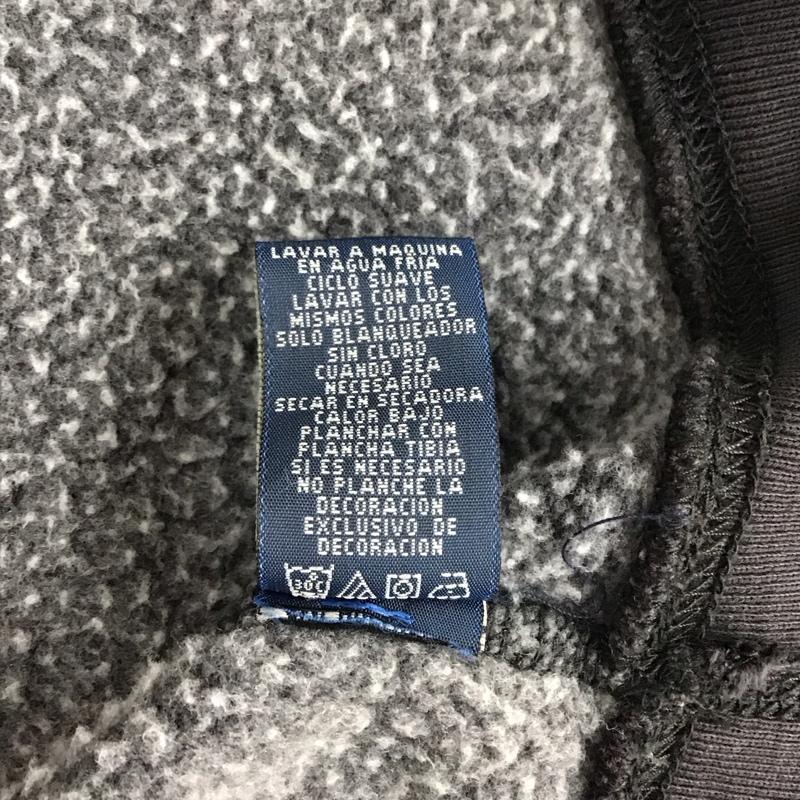 LAVAR A MAQUINA
EN AGUA FRIA
CICLO SUAVE
LAVAR CON LOS
MISMOS COLORES
SOLO BLANQUEADOR
SIN CLORO
CUANDO SEA
NECESARIO
SECAR EN SECADORA
CALOR BAJO
PLANCHAR CON
PLANCHA TIBIA
SI ES NECESARIO
NO PLANCHE LA
DECORACION
EXCLUSIVO DE
DECORACION
30C